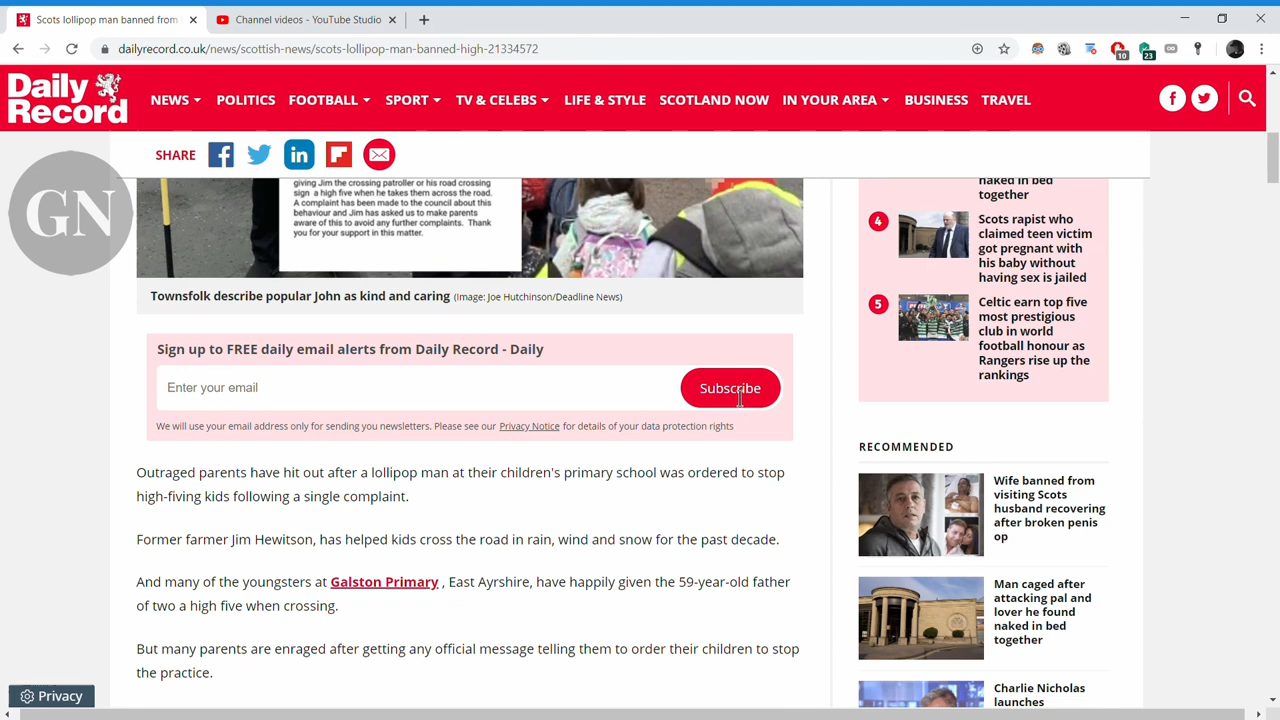 Scots lollipop man banned from
Channel videos - YouTube Studio
dailyrecord.co.uk/news/scottish-news/scots-lollipop-man-banned-high-21334572
10
23
Daily
Record
NEWS
POLITICS
FOOTBALL
SPORT
TV & CELEBS
LIFE & STYLE
SCOTLAND NOW
IN YOUR AREA
BUSINESS
TRAVEL
SHARE
GN
giving Jim the crossing patroller or his road crossing
sign a high five when he takes them across the road.
A complaint has been made to the council about this
behaviour and Jim has asked us to make parents
aware of this to avoid any further complaints. Thank
you for your support in this matter.
Townsfolk describe popular John as kind and caring (Image: Joe Hutchinson/Deadline News)
Sign up to FREE daily email alerts from Daily Record - Daily
Enter your email
Subscribe
We will use your email address only for sending you newsletters. Please see our Privacy Notice for details of your data protection rights
Outraged parents have hit out after a lollipop man at their children's primary school was ordered to stop
high-fiving kids following a single complaint.
Former farmer Jim Hewitson, has helped kids cross the road in rain, wind and snow for the past decade.
And many of the youngsters at Galston Primary , East Ayrshire, have happily given the 59-year-old father
of two a high five when crossing.
But many parents are enraged after getting any official message telling them to order their children to stop
the practice.
Privacy
naked in bed
together
4
Scots rapist who
claimed teen victim
got pregnant with
his baby without
having sex is jailed
5
Celtic earn top five
most prestigious
club in world
football honour as
Rangers rise up the
rankings
RECOMMENDED
Wife banned from
visiting Scots
husband recovering
after broken penis
op
Man caged after
attacking pal and
lover he found
naked in bed
together
Charlie Nicholas
launches